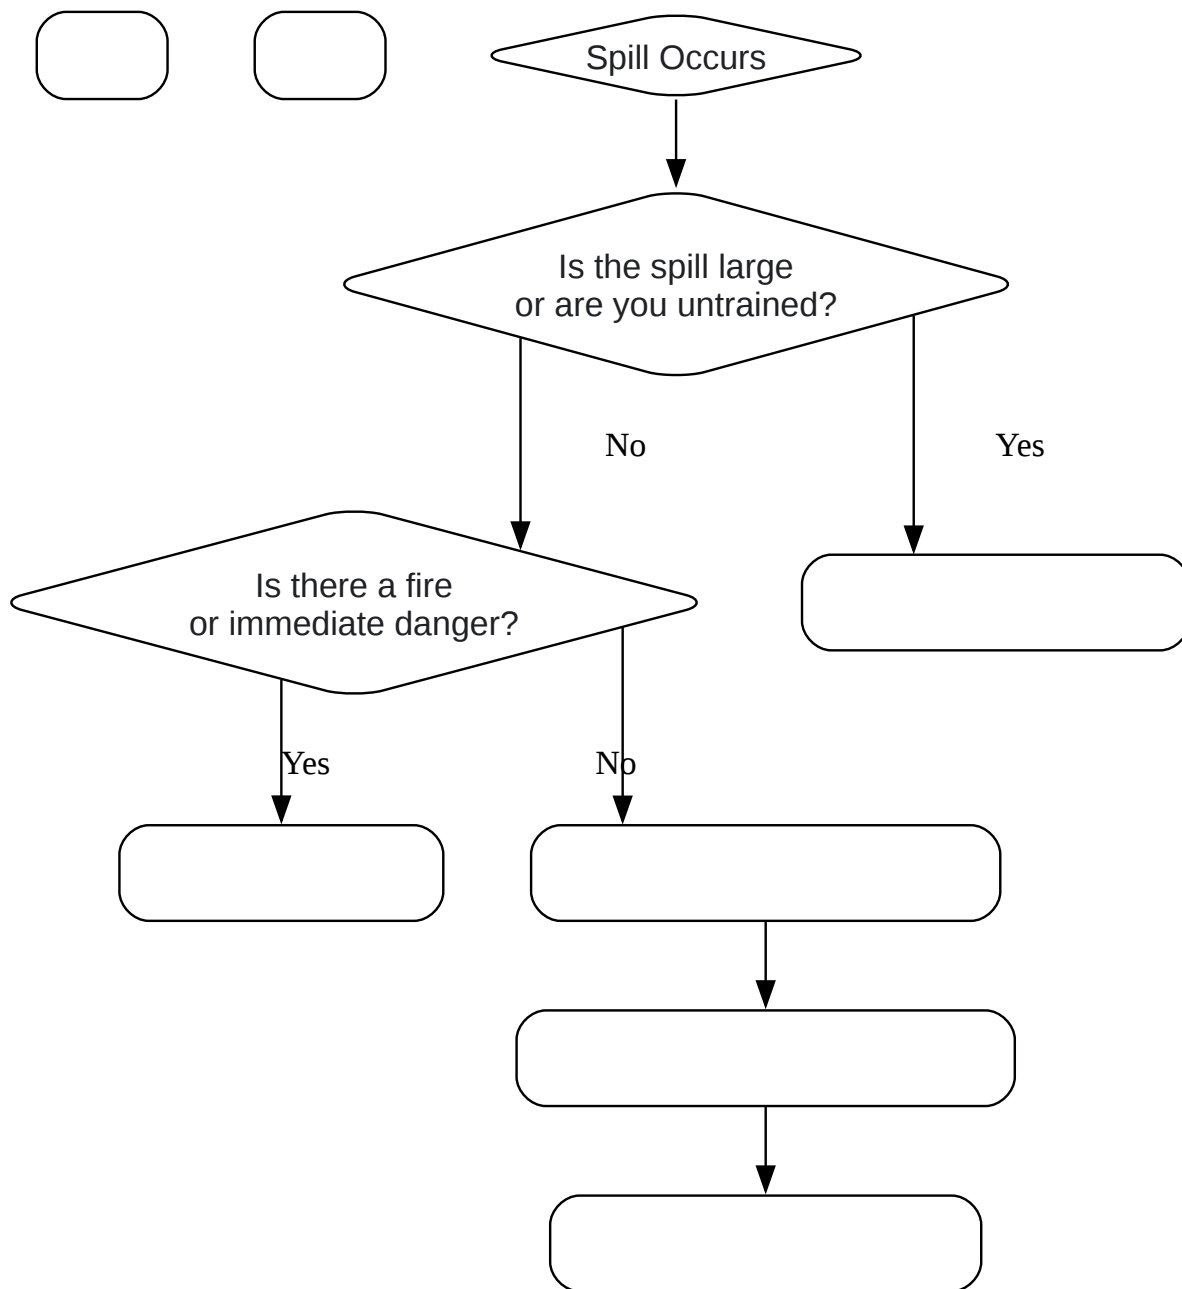 Spill Occurs
Is the spill large
or are you untrained?
No
Yes
Is there a fire
or immediate danger?
Yes
No